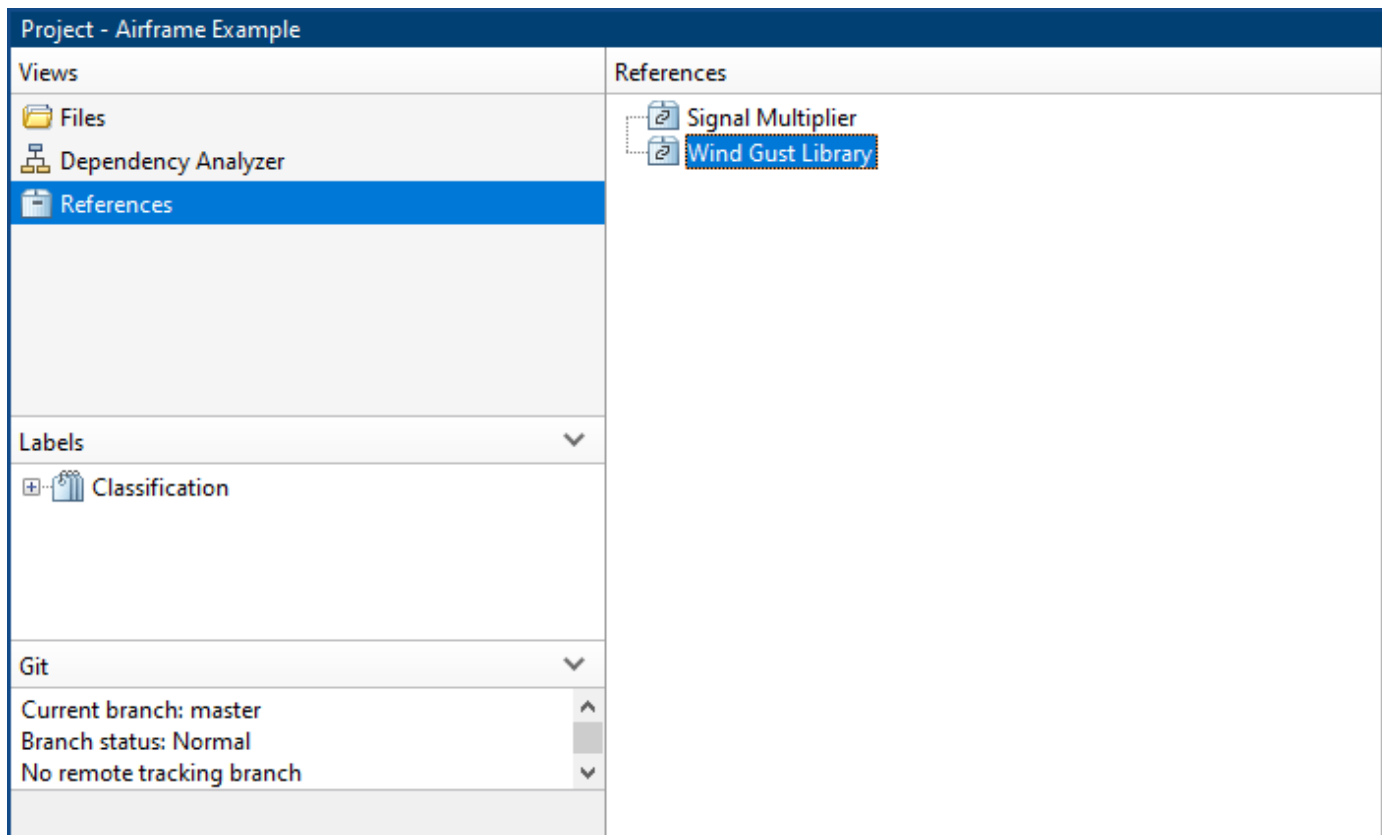 Project - Airframe Example
Views
Files
Dependency Analyzer
References
Labels
Classification
Git
Current branch: master
Branch status: Normal
No remote tracking branch
References
Signal Multiplier
Wind Gust Library